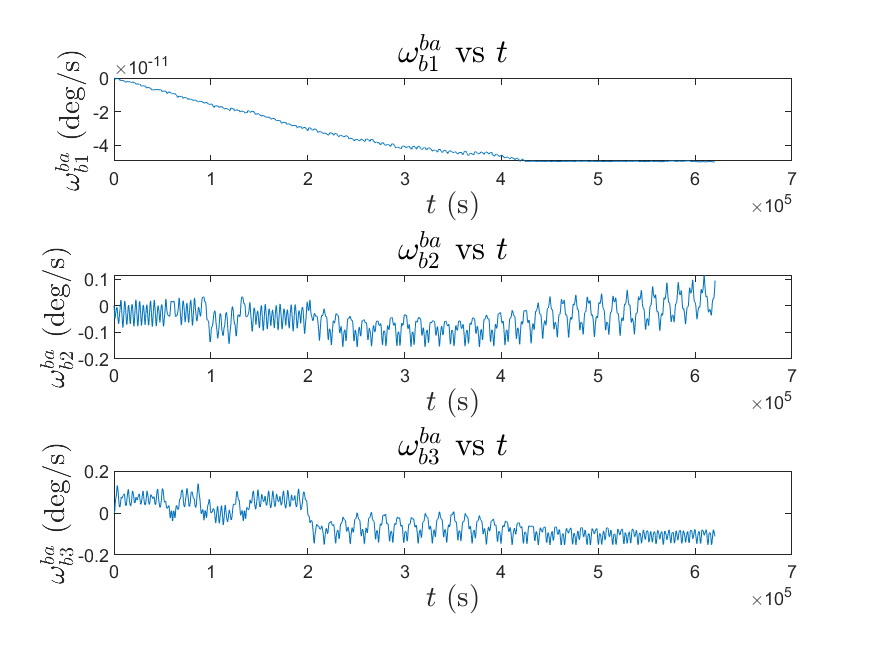 ω_{b1}^{ba} vs t
×10^{-11}
ω_{b1}^{ba} (deg/s)
0
-2
-4
0 1 2 3 4 5 6 7
t (s)
×10^5
ω_{b2}^{ba} vs t
ω_{b2}^{ba} (deg/s)
0.1
0
-0.1
-0.2
0 1 2 3 4 5 6 7
t (s)
×10^5
ω_{b3}^{ba} vs t
ω_{b3}^{ba} (deg/s)
0.2
0
-0.2
0 1 2 3 4 5 6 7
t (s)
×10^5